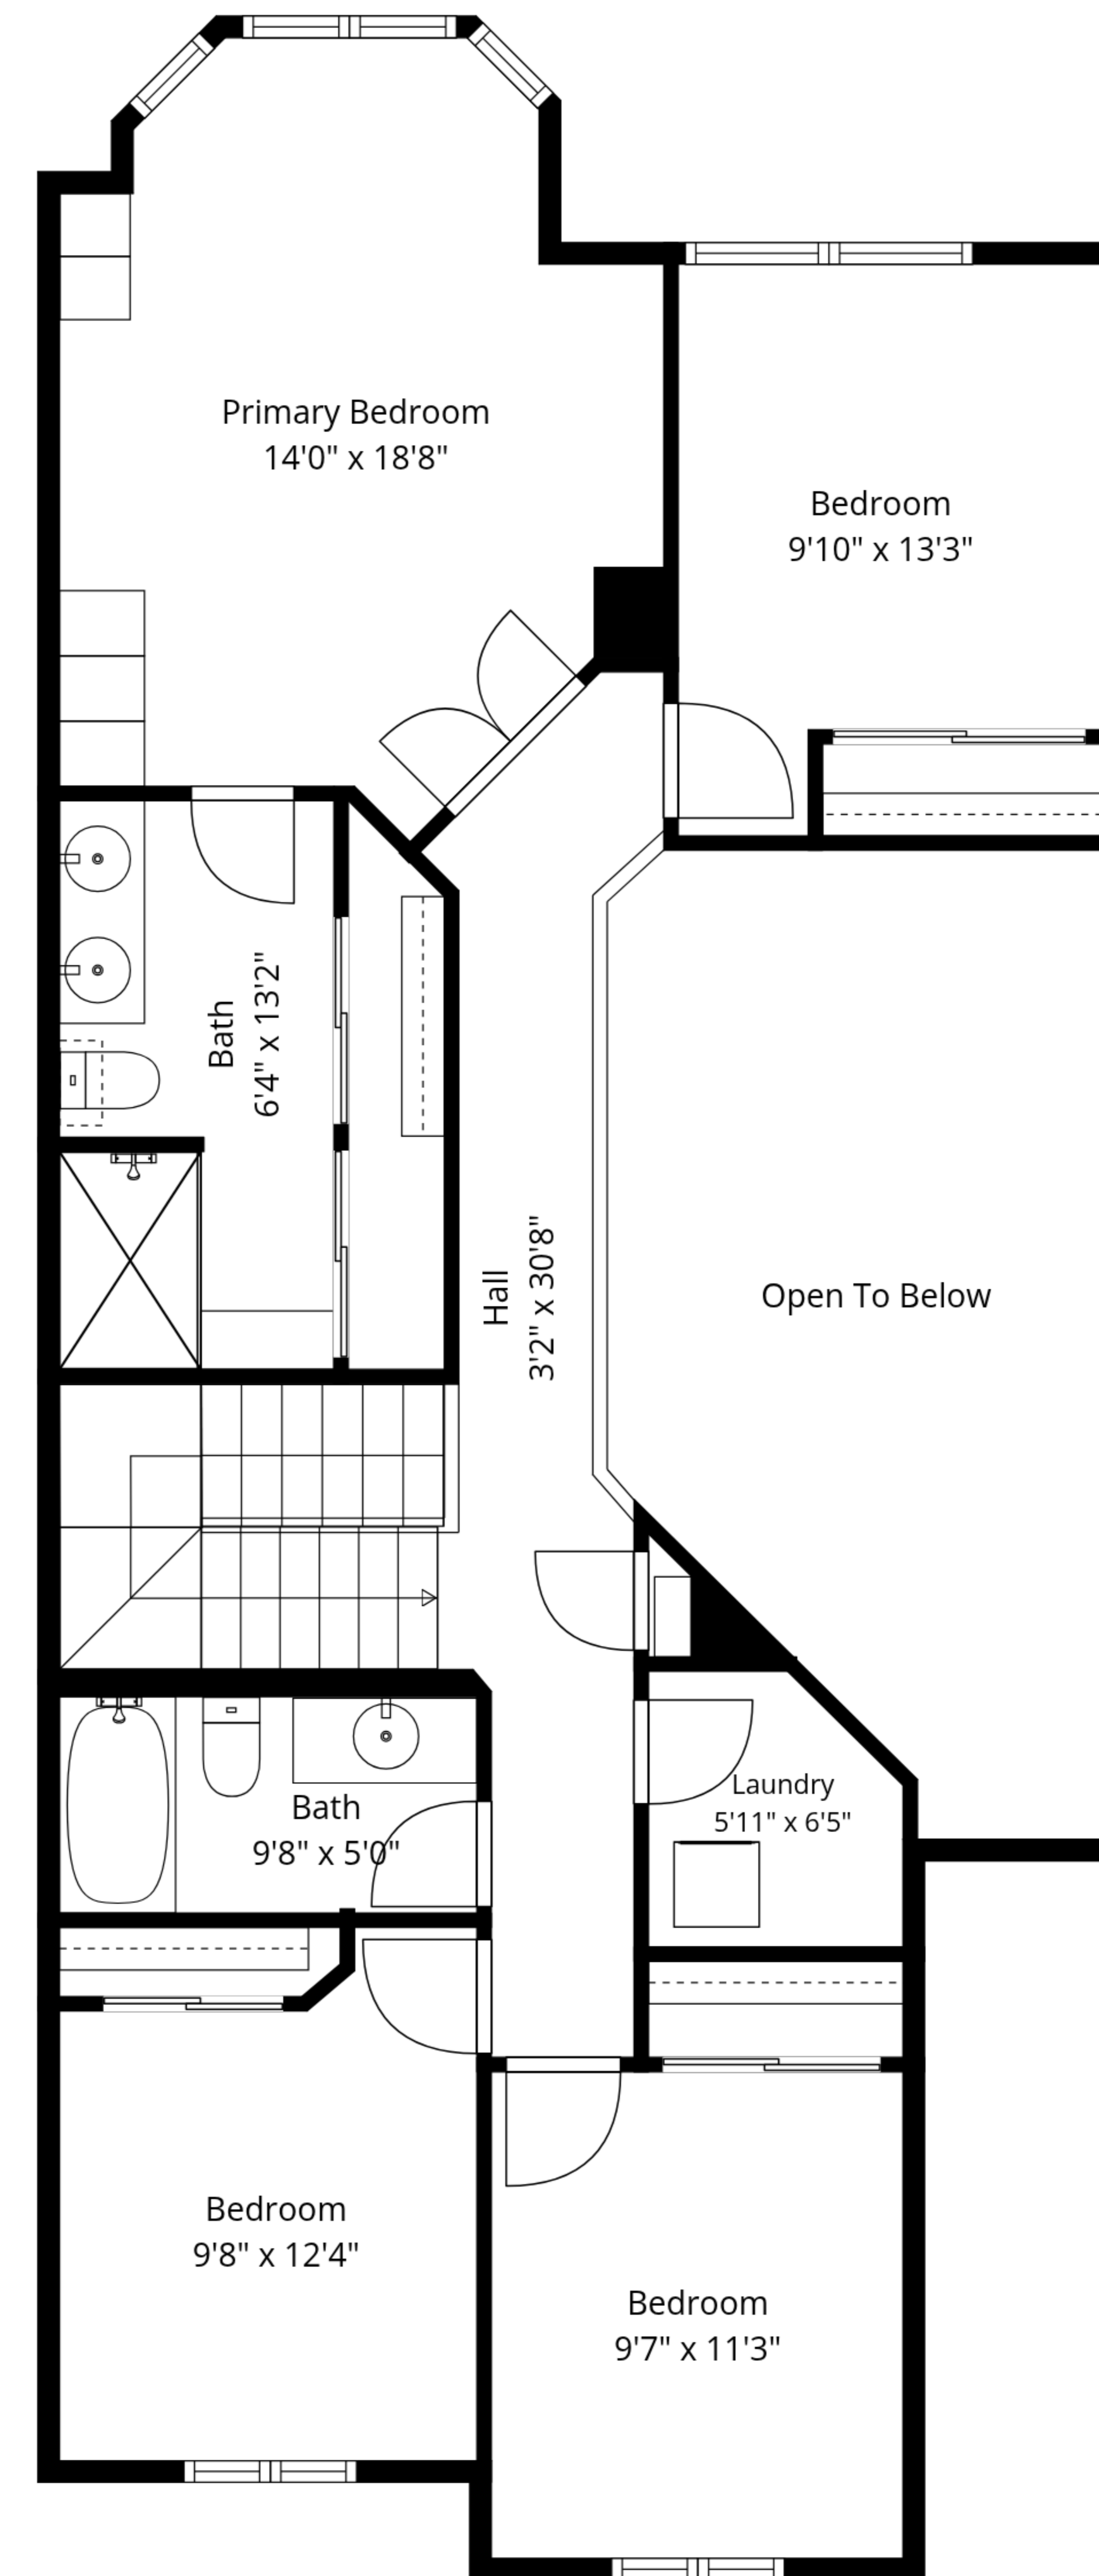 Primary Bedroom
14'0" x 18'8"
Bedroom
9'10" x 13'3"
Bath
6'4" x 13'2"
Hall
3'2" x 30'8"
Open To Below
Laundry
5'11" x 6'5"
Bath
9'8" x 5'0"
Bedroom
9'8" x 12'4"
Bedroom
9'7" x 11'3"